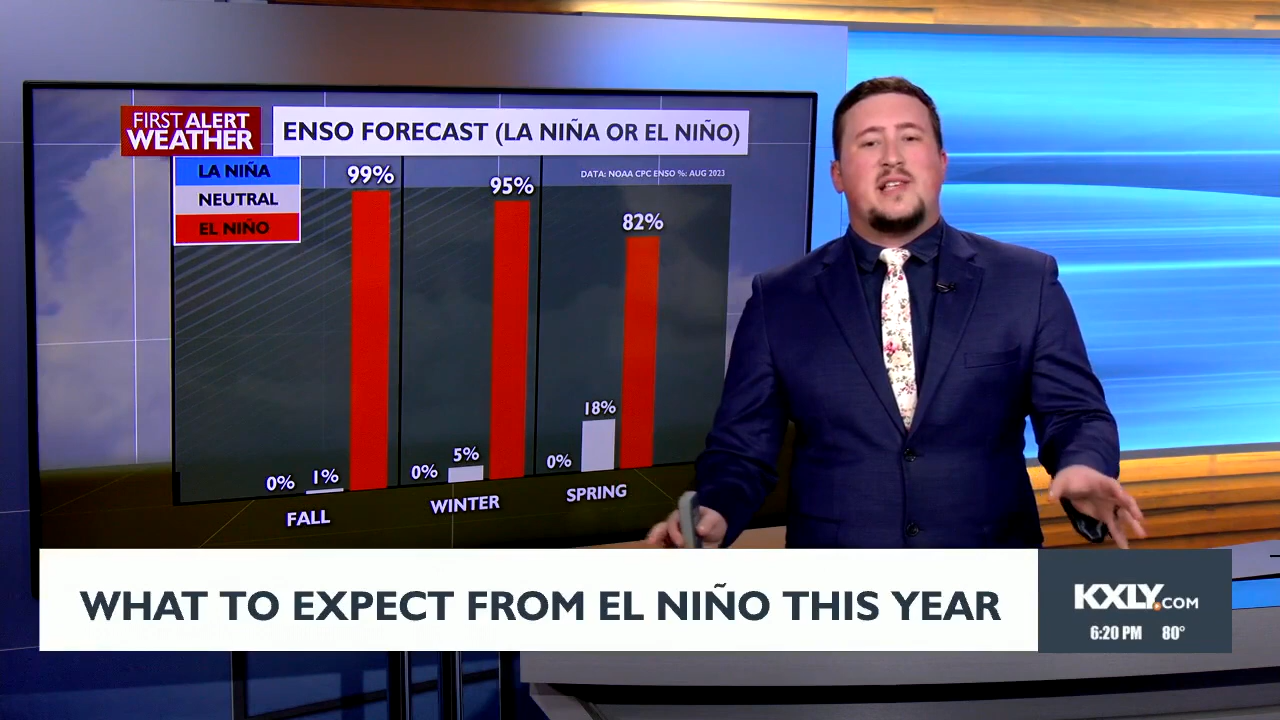 FIRST ALERT
WEATHER
ENSO FORECAST (LA NIÑA OR EL NIÑO)
LA NIÑA
NEUTRAL
EL NIÑO
DATA: NOAA CPC ENSO %: AUG 2023
99%
95%
82%
0%
1%
0%
5%
0%
18%
FALL
WINTER
SPRING
WHAT TO EXPECT FROM EL NIÑO THIS YEAR
KXLY.COM
6:20 PM 80°